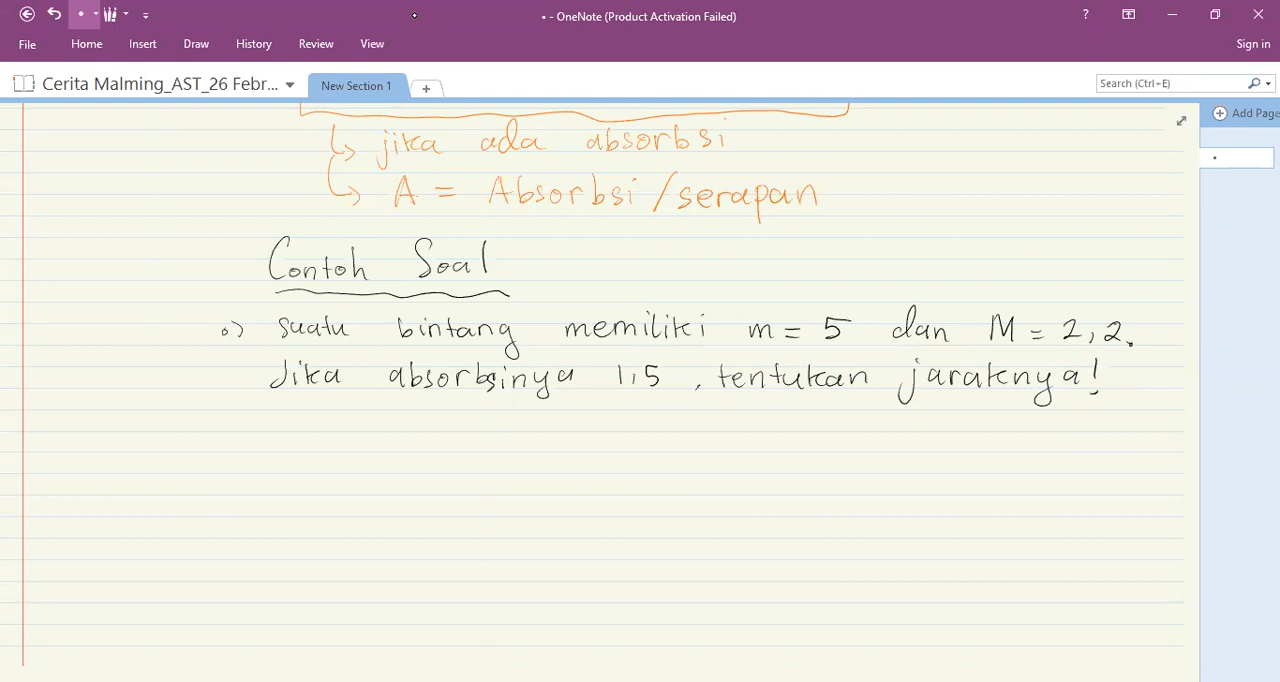 • - OneNote (Product Activation Failed)
?
File Home Insert Draw History Review View Sign in
Cerita Malming_AST_26 Febr... New Section 1 + Search (Ctrl+E)
Add Page
jika ada absorbsi
A = Absorbsi/serapan
Contoh Soal
o) suatu bintang memiliki m = 5 dan M = 2,2.
Jika absorbsinya 1,5, tentukan jaraknya!